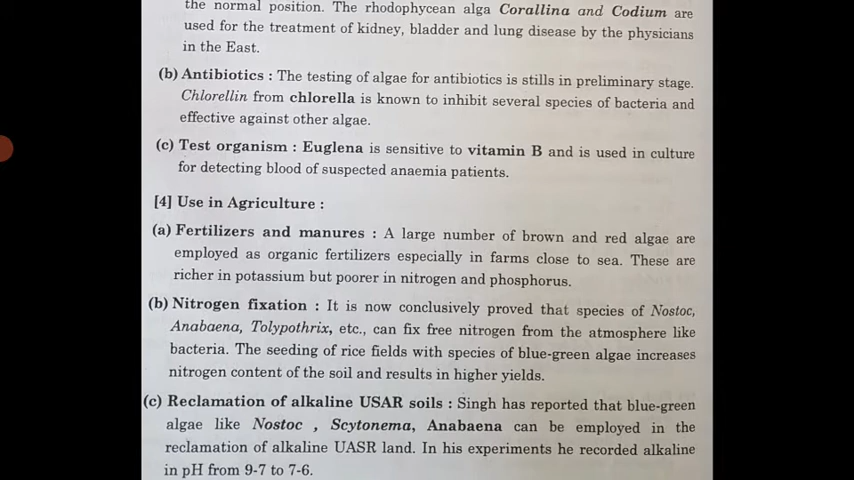 the normal position. The rhodophycean alga Corallina and Codium are
used for the treatment of kidney, bladder and lung disease by the physicians
in the East.
(b) Antibiotics : The testing of algae for antibiotics is stills in preliminary stage.
Chlorellin from chlorella is known to inhibit several species of bacteria and
effective against other algae.
(c) Test organism : Euglena is sensitive to vitamin B and is used in culture
for detecting blood of suspected anaemia patients.
[4] Use in Agriculture :
(a) Fertilizers and manures : A large number of brown and red algae are
employed as organic fertilizers especially in farms close to sea. These are
richer in potassium but poorer in nitrogen and phosphorus.
(b) Nitrogen fixation : It is now conclusively proved that species of Nostoc,
Anabaena, Tolypothrix, etc., can fix free nitrogen from the atmosphere like
bacteria. The seeding of rice fields with species of blue-green algae increases
nitrogen content of the soil and results in higher yields.
(c) Reclamation of alkaline USAR soils : Singh has reported that blue-green
algae like Nostoc , Scytonema, Anabaena can be employed in the
reclamation of alkaline UASR land. In his experiments he recorded alkaline
in pH from 9-7 to 7-6.